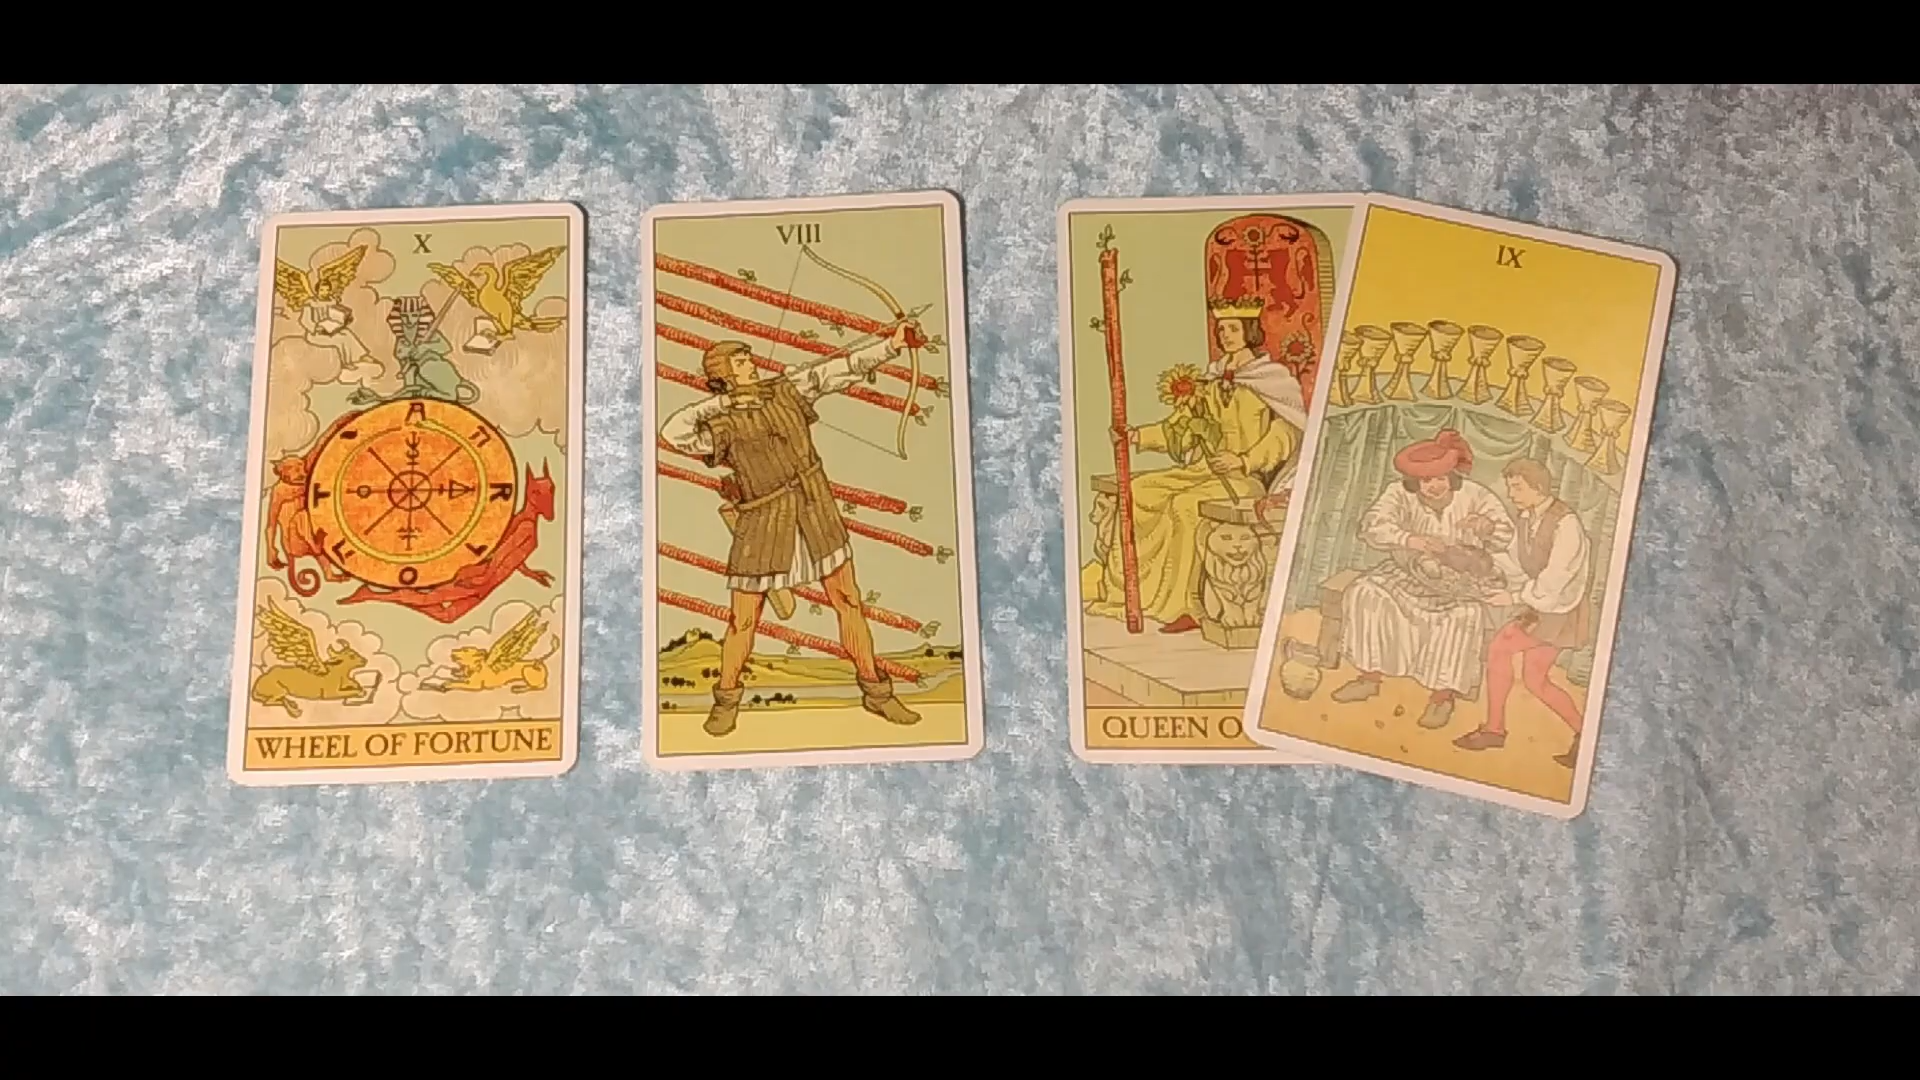 X
WHEEL OF FORTUNE
VIII
QUEEN O
IX